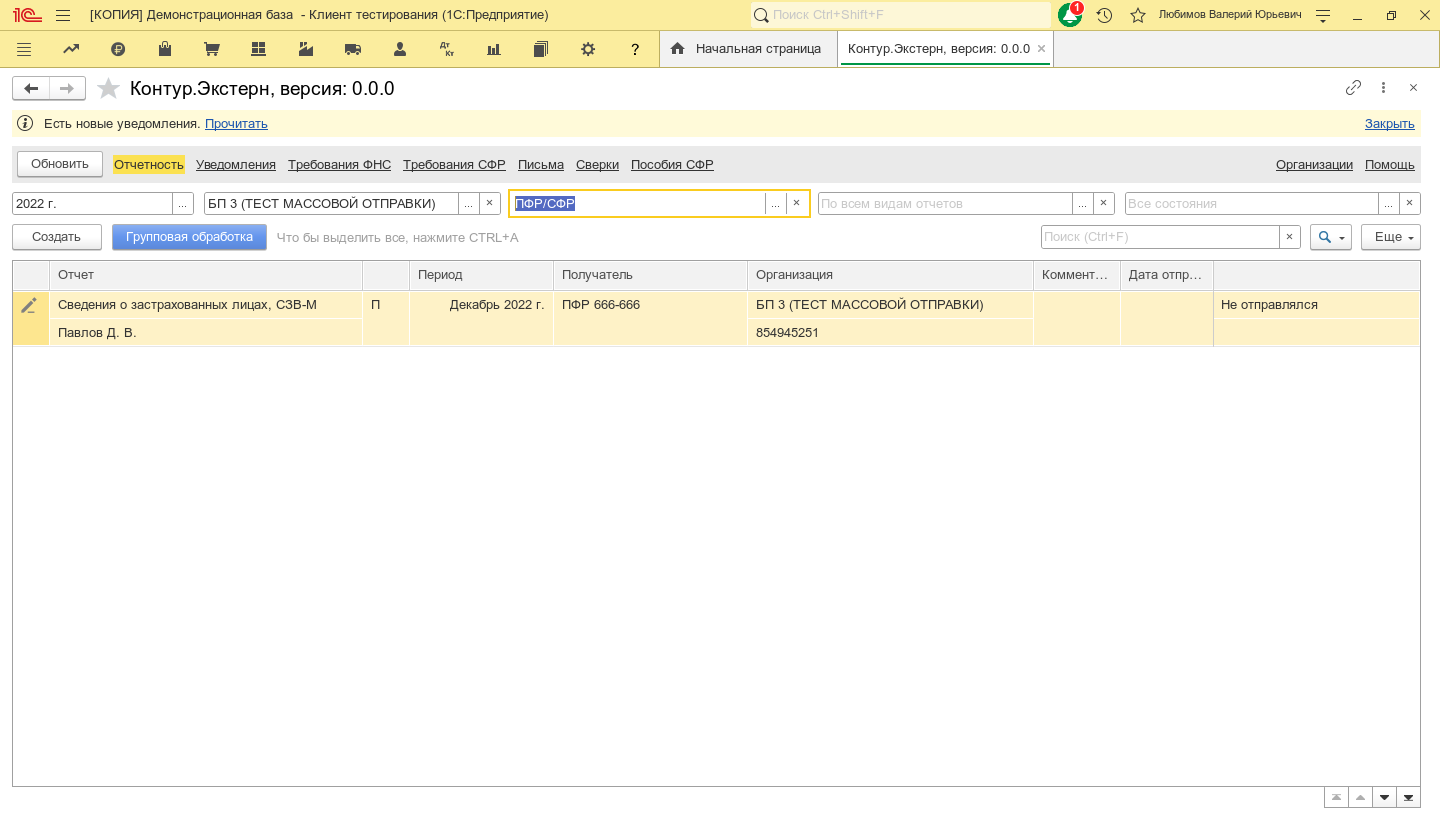 [КОПИЯ] Демонстрационная база - Клиент тестирования (1С:Предприятие) Поиск Ctrl+Shift+F 1 Любимов Валерий Юрьевич
Дт Кт ? Начальная страница Контур.Экстерн, версия: 0.0.0
Контур.Экстерн, версия: 0.0.0
Есть новые уведомления. Прочитать Закрыть
Обновить Отчетность Уведомления Требования ФНС Требования СФР Письма Сверки Пособия СФР Организации Помощь
2022 г. ... БП 3 (ТЕСТ МАССОВОЙ ОТПРАВКИ) ... × ПФР/СФР ... × По всем видам отчетов ... × Все состояния ... ×
Создать Групповая обработка Что бы выделить все, нажмите CTRL+A Поиск (Ctrl+F) × Еще
Отчет Период Получатель Организация Коммент... Дата отпр...
Сведения о застрахованных лицах, СЗВ-М П Декабрь 2022 г. ПФР 666-666 БП 3 (ТЕСТ МАССОВОЙ ОТПРАВКИ) Не отправлялся
Павлов Д. В. 854945251